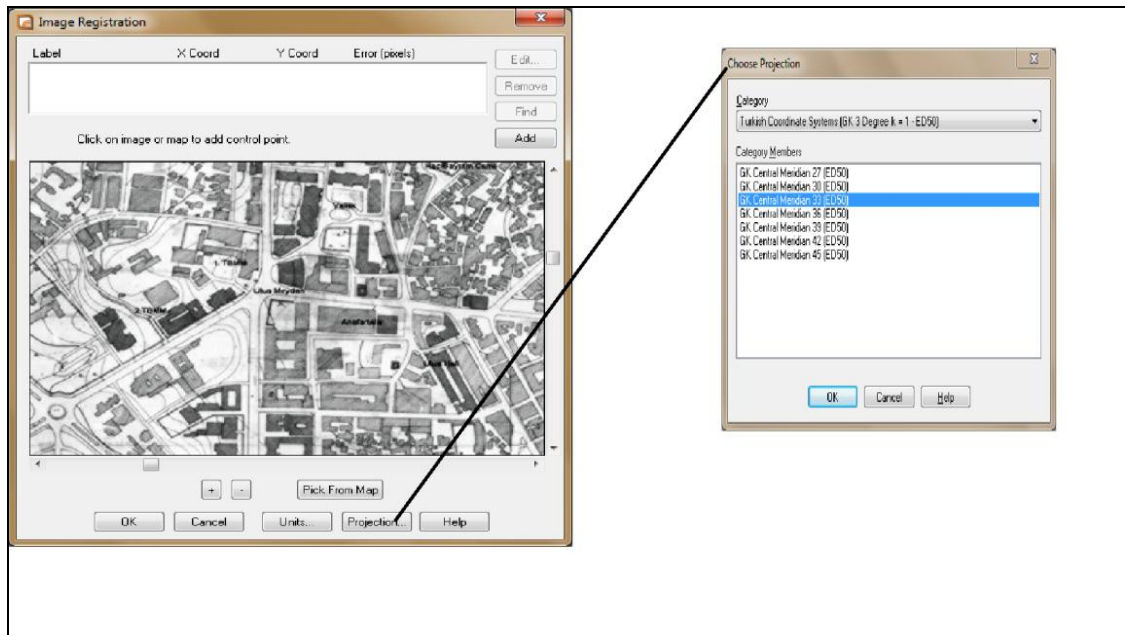 Image Registration
Label X Coord Y Coord Error (pixels)
Edit...
Remove
Find
Add
Click on image or map to add control point.
1. TBMM
2.TBMM
Ulus Meydanı
Anafartalar
+ -
Pick From Map
OK Cancel Units... Projection... Help
Choose Projection
Category
Turkish Coordinate Systems (GK 3 Degree k = 1 - ED50)
Category Members
GK Central Meridian 27 (ED50)
GK Central Meridian 30 (ED50)
GK Central Meridian 33 (ED50)
GK Central Meridian 36 (ED50)
GK Central Meridian 39 (ED50)
GK Central Meridian 42 (ED50)
GK Central Meridian 45 (ED50)
OK Cancel Help